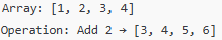 Array: [1, 2, 3, 4]
Operation: Add 2 → [3, 4, 5, 6]